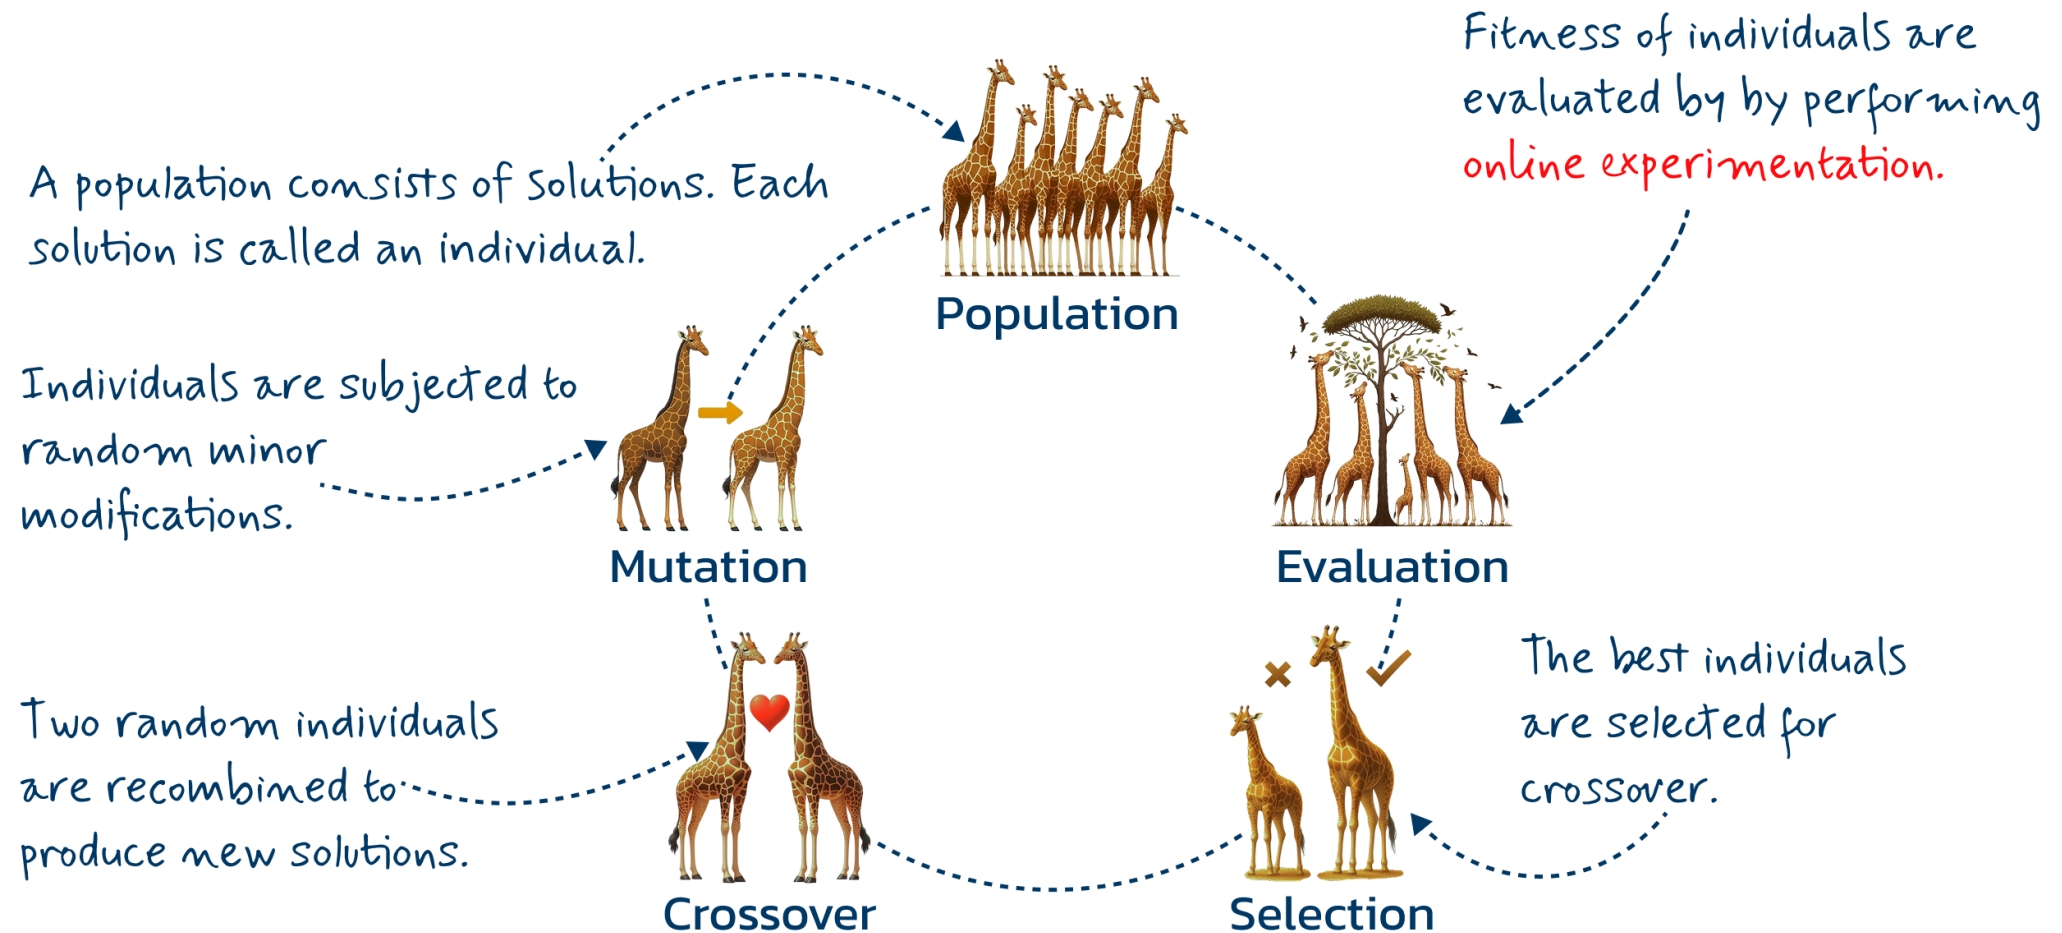 A population consists of solutions. Each
solution is called an individual.
Fitness of individuals are
evaluated by by performing
online experimentation.
Population
Individuals are subjected to
random minor
modifications.
Mutation
Evaluation
The best individuals
are selected for
crossover.
Two random individuals
are recombined to
produce new solutions.
Crossover
Selection